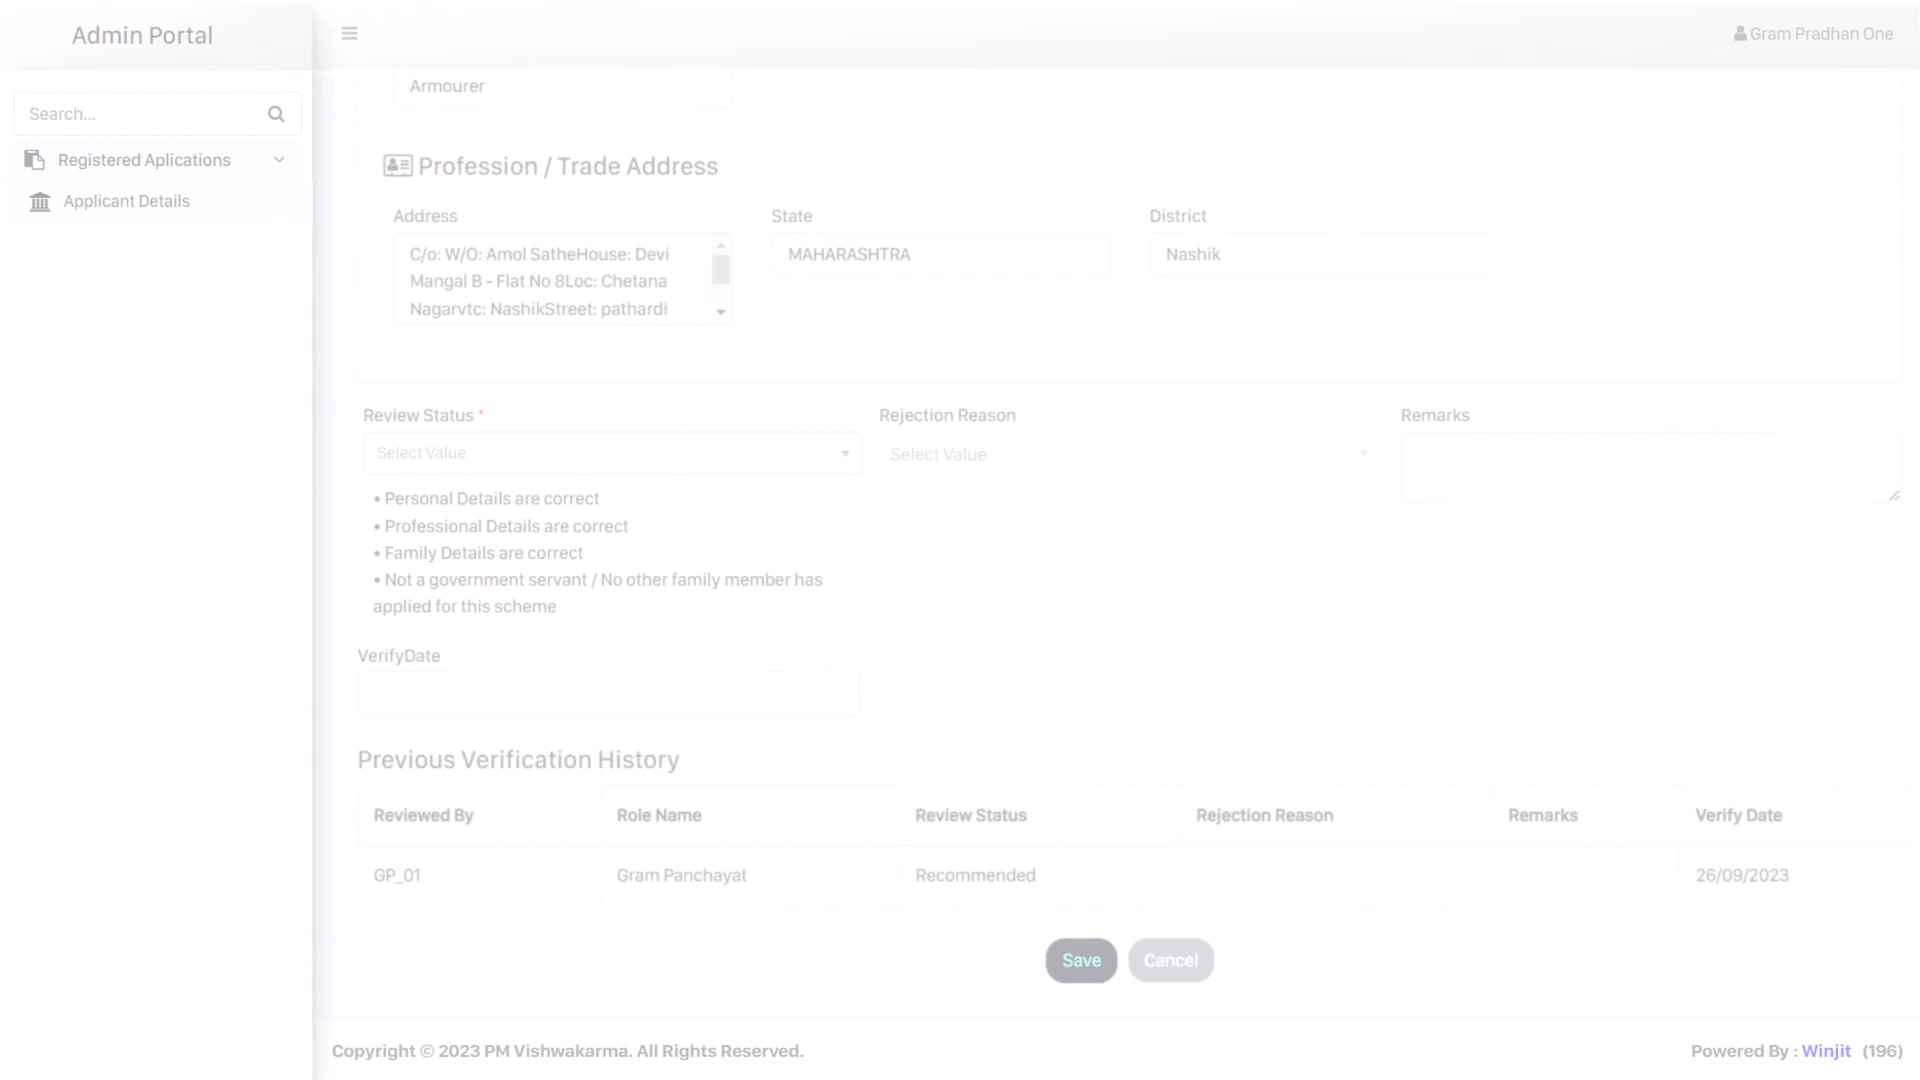 Admin Portal
Gram Pradhan One
Search...
Registered Aplications
Applicant Details
Armourer
Profession / Trade Address
Address State District
C/o: W/O: Amol SatheHouse: Devi
Mangal B - Flat No 8Loc: Chetana
Nagarvtc: NashikStreet: pathardi
MAHARASHTRA
Nashik
Review Status * Rejection Reason Remarks
Select Value Select Value
• Personal Details are correct
• Professional Details are correct
• Family Details are correct
• Not a government servant / No other family member has
applied for this scheme
VerifyDate
Previous Verification History
Reviewed By Role Name Review Status Rejection Reason Remarks Verify Date
GP_01 Gram Panchayat Recommended 26/09/2023
Save Cancel
Copyright © 2023 PM Vishwakarma. All Rights Reserved. Powered By : Winjit (196)